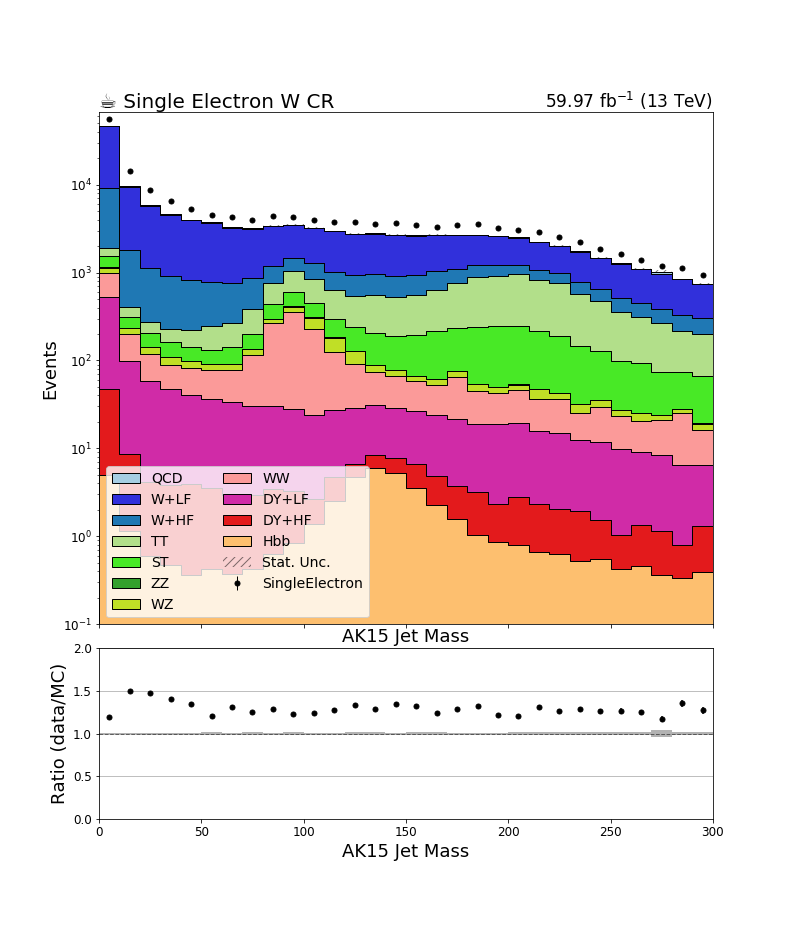 ☕ Single Electron W CR 59.97 fb⁻¹ (13 TeV)
Events
10⁴
10³
10²
10¹
10⁰
10⁻¹
QCD WW
W+LF DY+LF
W+HF DY+HF
TT Hbb
ST Stat. Unc.
ZZ SingleElectron
WZ
AK15 Jet Mass
Ratio (data/MC)
2.0
1.5
1.0
0.5
0.0
0 50 100 150 200 250 300
AK15 Jet Mass